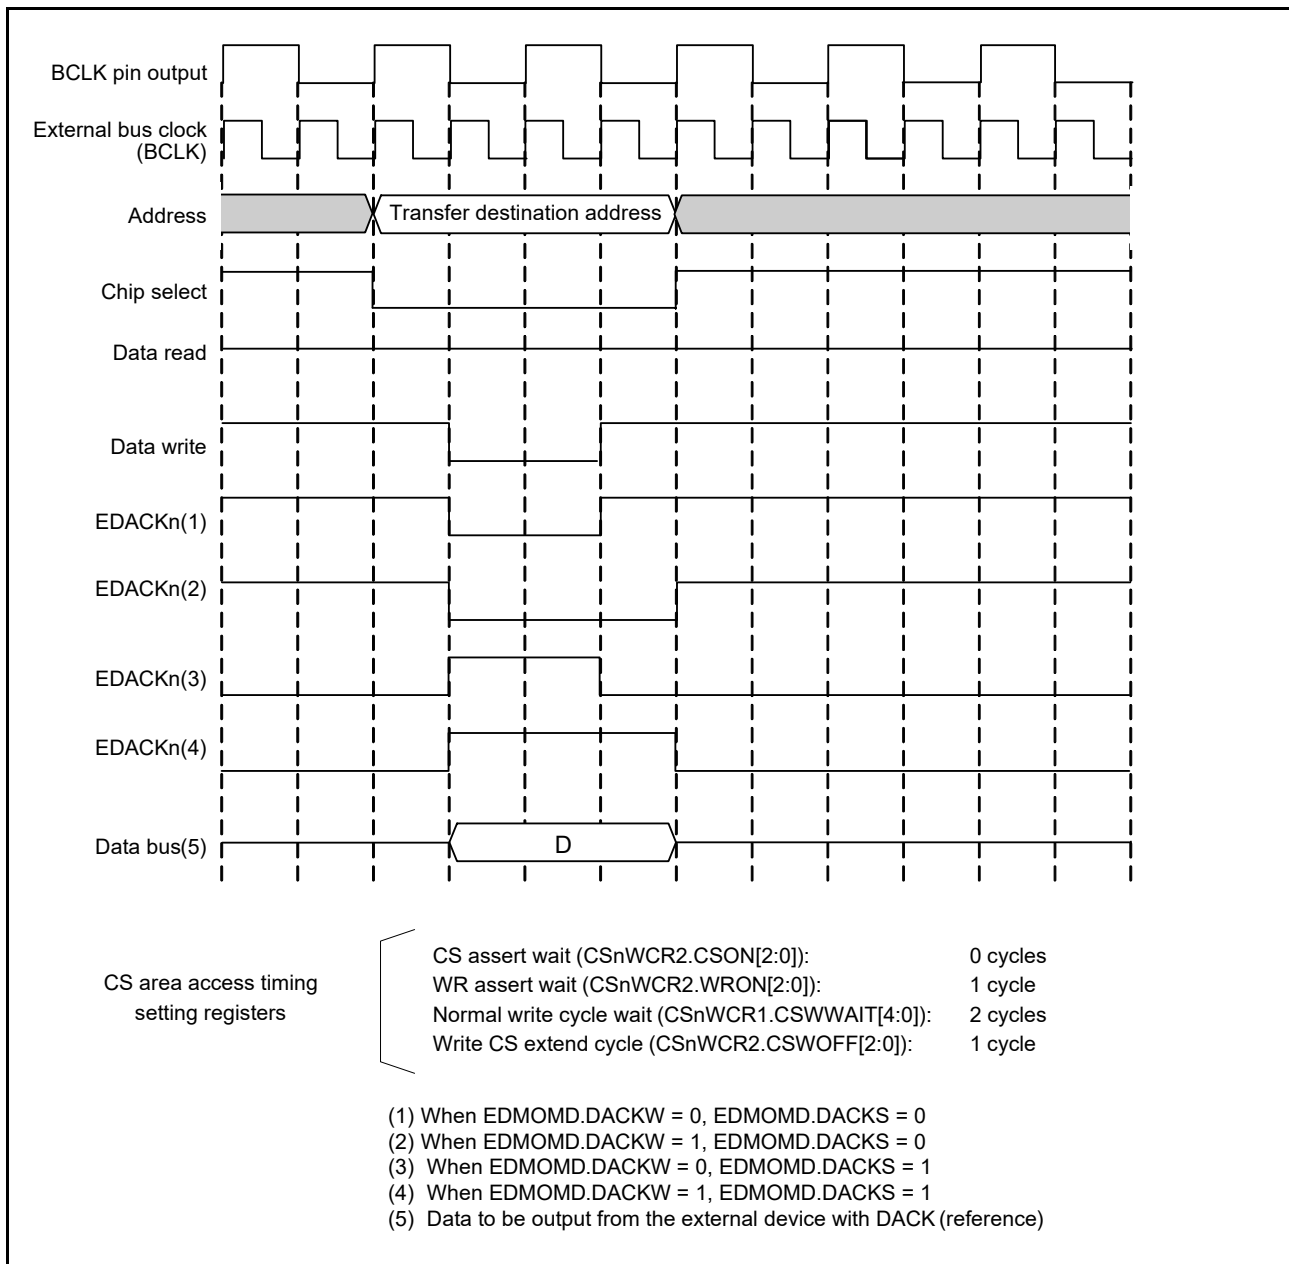 BCLK pin output
External bus clock
(BCLK)
Address
Transfer destination address
Chip select
Data read
Data write
EDACKn(1)
EDACKn(2)
EDACKn(3)
EDACKn(4)
Data bus(5)
D
CS area access timing
setting registers
CS assert wait (CSnWCR2.CSON[2:0]): 0 cycles
WR assert wait (CSnWCR2.WRON[2:0]): 1 cycle
Normal write cycle wait (CSnWCR1.CSWWAIT[4:0]): 2 cycles
Write CS extend cycle (CSnWCR2.CSWOFF[2:0]): 1 cycle
(1) When EDMOMD.DACKW = 0, EDMOMD.DACKS = 0
(2) When EDMOMD.DACKW = 1, EDMOMD.DACKS = 0
(3) When EDMOMD.DACKW = 0, EDMOMD.DACKS = 1
(4) When EDMOMD.DACKW = 1, EDMOMD.DACKS = 1
(5) Data to be output from the external device with DACK (reference)